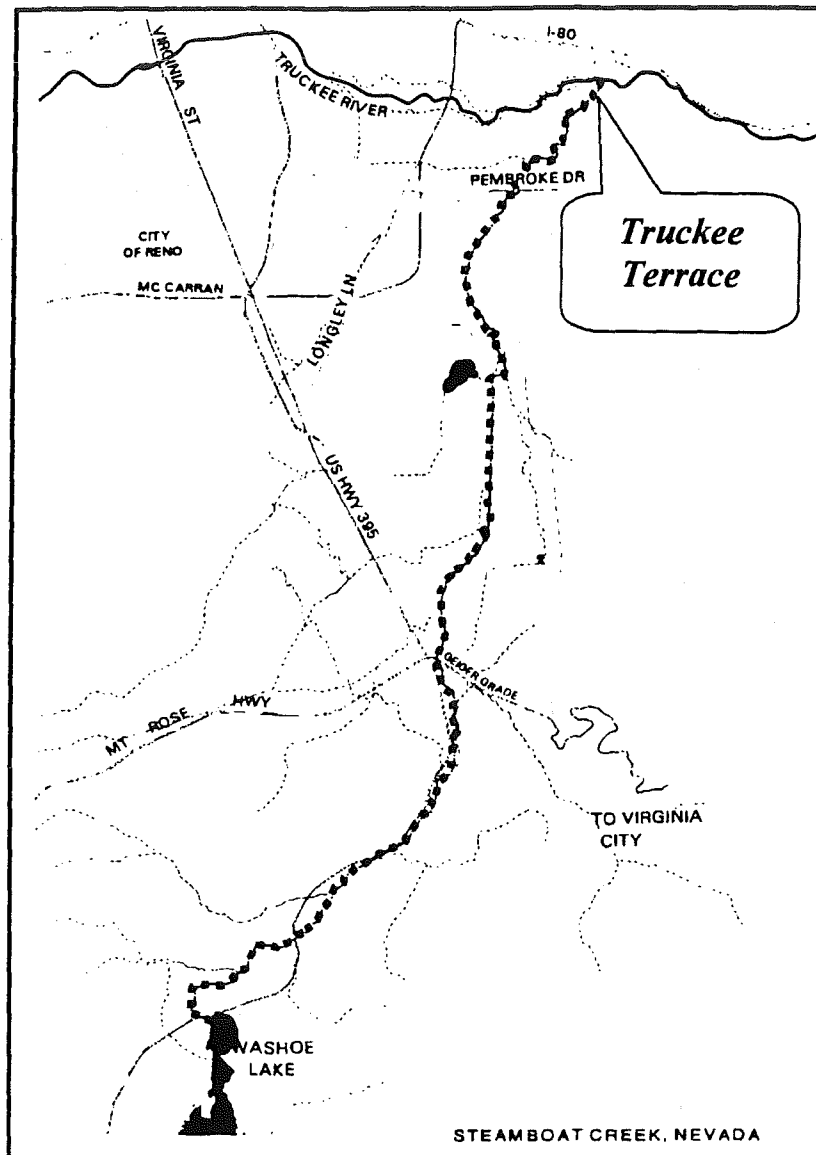 I-80
VIRGINIA ST
TRUCKEE RIVER
PEMBROKE DR
Truckee
Terrace
CITY
OF RENO
MC CARRAN
LONGLEY LN
US HWY 395
GEIGER GRADE
MT ROSE HWY
TO VIRGINIA
CITY
WASHOE
LAKE
STEAMBOAT CREEK, NEVADA